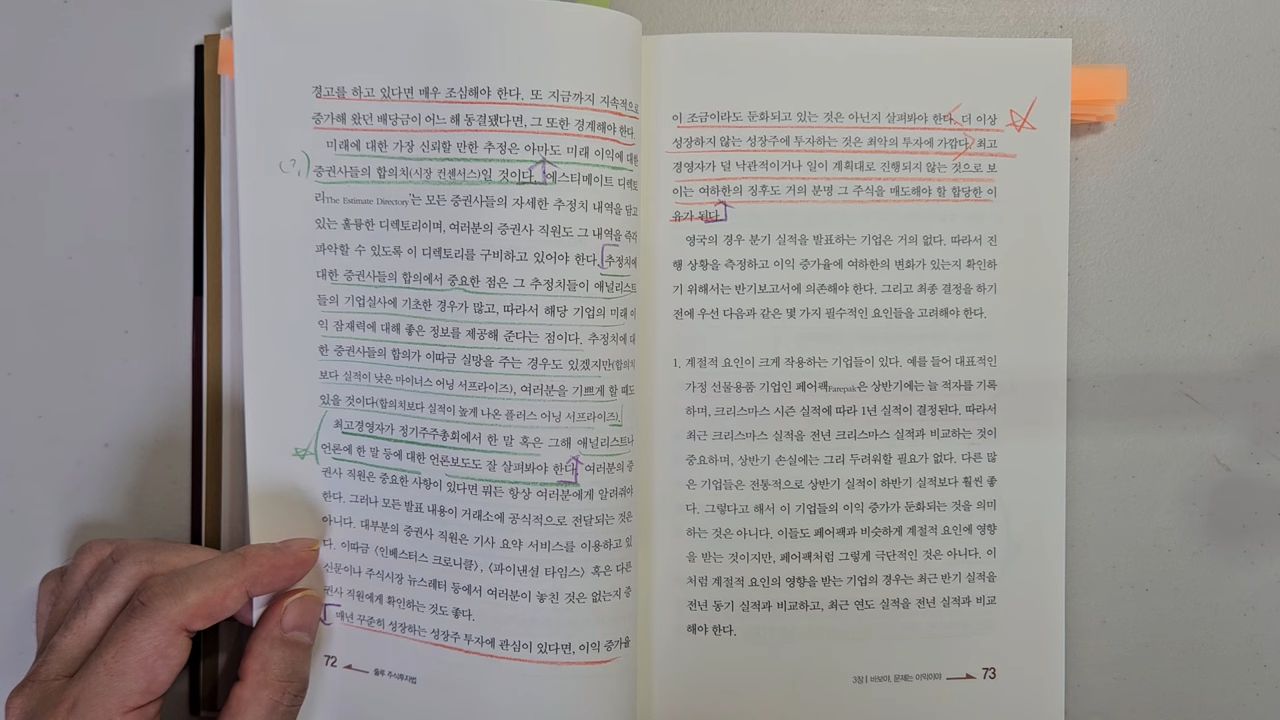 경고를 하고 있다면 매우 조심해야 한다. 또 지금까지 지속적으로
증가해 왔던 배당금이 어느 해 동결됐다면, 그 또한 경계해야 한다.
미래에 대한 가장 신뢰할 만한 추정은 아마도 미래 이익에 대한
(?)
증권사들의 합의치(시장 컨센서스)일 것이다. '에스티메이트 디렉토
리The Estimate Directory'는 모든 증권사들의 자세한 추정치 내역을 담고
있는 훌륭한 디렉토리이며, 여러분의 증권사 직원도 그 내역을 즉각
파악할 수 있도록 이 디렉토리를 구비하고 있어야 한다. 추정치에
대한 증권사들의 합의에서 중요한 점은 그 추정치들이 애널리스트
들의 기업실사에 기초한 경우가 많고, 따라서 해당 기업의 미래 이
익 잠재력에 대해 좋은 정보를 제공해 준다는 점이다. 추정치에 대
한 증권사들의 합의가 이따금 실망을 주는 경우도 있겠지만(합의치
보다 실적이 낮은 마이너스 어닝 서프라이즈), 여러분을 기쁘게 할 때도
있을 것이다(합의치보다 실적이 높게 나온 플러스 어닝 서프라이즈).
최고경영자가 정기주주총회에서 한 말 혹은 그해 애널리스트나
언론에 한 말 등에 대한 언론보도도 잘 살펴봐야 한다. 여러분의 증
권사 직원은 중요한 사항이 있다면 뭐든 항상 여러분에게 알려줘야
한다. 그러나 모든 발표 내용이 거래소에 공식적으로 전달되는 것은
아니다. 대부분의 증권사 직원은 기사 요약 서비스를 이용하고 있
다. 이따금 〈인베스터스 크로니클〉, 〈파이낸셜 타임스〉 혹은 다른
신문이나 주식시장 뉴스레터 등에서 여러분이 놓친 것은 없는지 증
권사 직원에게 확인하는 것도 좋다.
매년 꾸준히 성장하는 성장주 투자에 관심이 있다면, 이익 증가율
72 줄루 주식투자법
이 조금이라도 둔화되고 있는 것은 아닌지 살펴봐야 한다. 더 이상
성장하지 않는 성장주에 투자하는 것은 최악의 투자에 가깝다. 최고
경영자가 덜 낙관적이거나 일이 계획대로 진행되지 않는 것으로 보
이는 여하한의 징후도 거의 분명 그 주식을 매도해야 할 합당한 이
유가 된다.
영국의 경우 분기 실적을 발표하는 기업은 거의 없다. 따라서 진
행 상황을 측정하고 이익 증가율에 여하한의 변화가 있는지 확인하
기 위해서는 반기보고서에 의존해야 한다. 그리고 최종 결정을 하기
전에 우선 다음과 같은 몇 가지 필수적인 요인들을 고려해야 한다.
1. 계절적 요인이 크게 작용하는 기업들이 있다. 예를 들어 대표적인
가정 선물용품 기업인 페어팩Farepak은 상반기에는 늘 적자를 기록
하며, 크리스마스 시즌 실적에 따라 1년 실적이 결정된다. 따라서
최근 크리스마스 실적을 전년 크리스마스 실적과 비교하는 것이
중요하며, 상반기 손실에는 그리 두려워할 필요가 없다. 다른 많
은 기업들은 전통적으로 상반기 실적이 하반기 실적보다 훨씬 좋
다. 그렇다고 해서 이 기업들의 이익 증가가 둔화되는 것을 의미
하는 것은 아니다. 이들도 페어팩과 비슷하게 계절적 요인에 영향
을 받는 것이지만, 페어팩처럼 그렇게 극단적인 것은 아니다. 이
처럼 계절적 요인의 영향을 받는 기업의 경우는 최근 반기 실적을
전년 동기 실적과 비교하고, 최근 연도 실적을 전년 실적과 비교
해야 한다.
3장 | 바보야, 문제는 이익이야 73